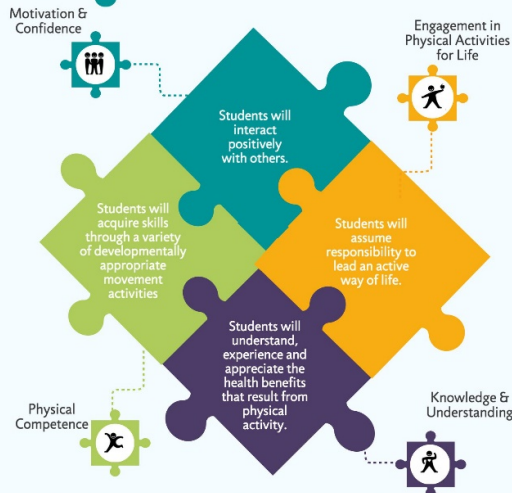 Motivation &
Confidence
Engagement in
Physical Activities
for Life
Students will
interact
positively
with others.
Students will
acquire skills
through a variety
of developmentally
appropriate
movement
activities
Students will
assume
responsibility to
lead an active
way of life.
Students will
understand,
experience and
appreciate the
health benefits
that result from
physical
activity.
Physical
Competence
Knowledge &
Understanding